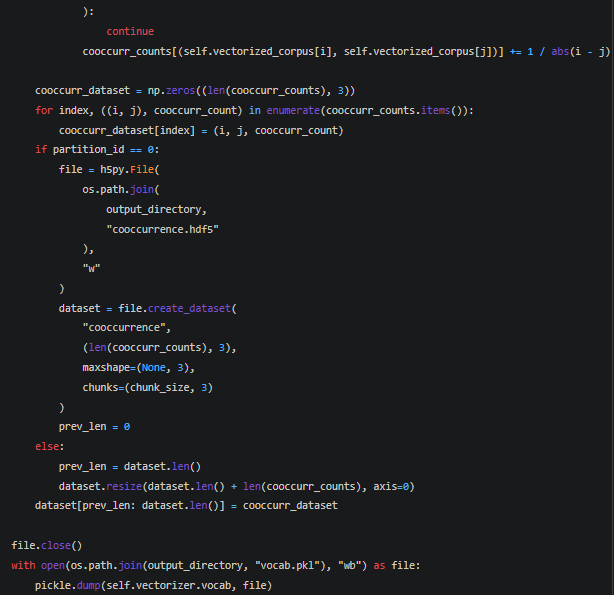 ):
                continue
            cooccurr_counts[(self.vectorized_corpus[i], self.vectorized_corpus[j])] += 1 / abs(i - j)

    cooccurr_dataset = np.zeros((len(cooccurr_counts), 3))
    for index, ((i, j), cooccurr_count) in enumerate(cooccurr_counts.items()):
        cooccurr_dataset[index] = (i, j, cooccurr_count)
    if partition_id == 0:
        file = h5py.File(
            os.path.join(
                output_directory,
                "cooccurrence.hdf5"
            ),
            "w"
        )
        dataset = file.create_dataset(
            "cooccurrence",
            (len(cooccurr_counts), 3),
            maxshape=(None, 3),
            chunks=(chunk_size, 3)
        )
        prev_len = 0
    else:
        prev_len = dataset.len()
        dataset.resize(dataset.len() + len(cooccurr_counts), axis=0)
    dataset[prev_len: dataset.len()] = cooccurr_dataset

file.close()
with open(os.path.join(output_directory, "vocab.pkl"), "wb") as file:
    pickle.dump(self.vectorizer.vocab, file)